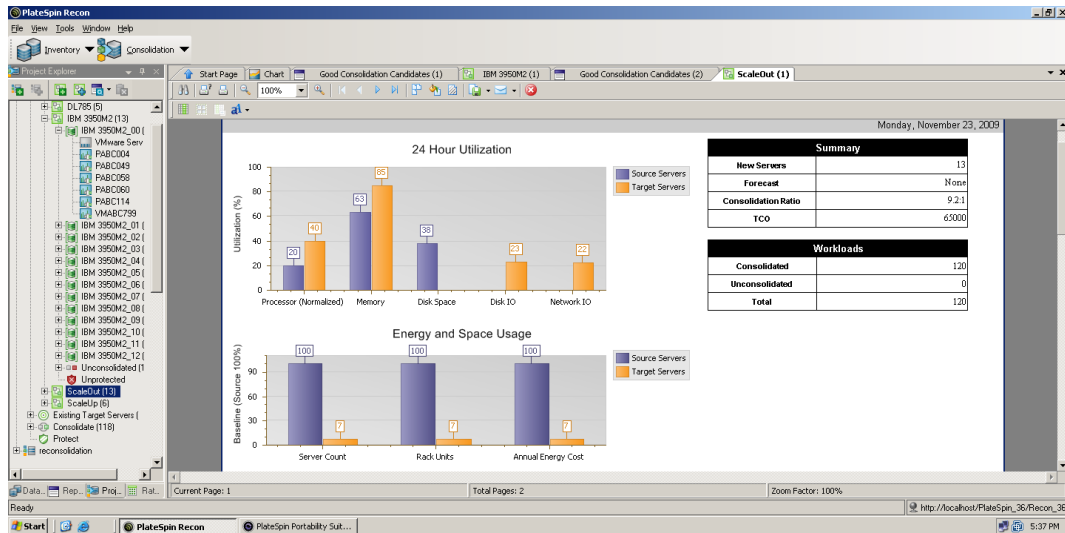 PlateSpin Recon
File View Tools Window Help
Inventory Consolidation
Project Explorer
Start Page Chart Good Consolidation Candidates (1) IBM 3950M2 (1) Good Consolidation Candidates (2) ScaleOut (1)
100%
al
DL785 (5)
IBM 3950M2 (13)
IBM 3950M2_00 (
VMware Serv
PABC004
PABC049
PABC058
PABC060
PABC114
VMABC799
IBM 3950M2_01 (
IBM 3950M2_02 (
IBM 3950M2_03 (
IBM 3950M2_04 (
IBM 3950M2_05 (
IBM 3950M2_06 (
IBM 3950M2_07 (
IBM 3950M2_08 (
IBM 3950M2_09 (
IBM 3950M2_10 (
IBM 3950M2_11 (
IBM 3950M2_12 (
Unconsolidated (1
Unprotected
ScaleOut (13)
ScaleUp (6)
Existing Target Servers (
Consolidate (118)
Protect
reconsolidation
Data... Rep... Proj... Rat...
Monday, November 23, 2009
24 Hour Utilization
Utilization (%)
100
80
60
40
20
0
20
40
63
85
38
23
22
Processor (Normalized) Memory Disk Space Disk IO Network IO
Source Servers
Target Servers
Summary
New Servers 13
Forecast None
Consolidation Ratio 9.2:1
TCO 65000
Workloads
Consolidated 120
Unconsolidated 0
Total 120
Energy and Space Usage
Baseline (Source 100%)
90
60
30
0
100
7
100
7
100
7
Server Count Rack Units Annual Energy Cost
Source Servers
Target Servers
Current Page: 1 Total Pages: 2 Zoom Factor: 100%
Ready http://localhost/PlateSpin_36/Recon_36
Start PlateSpin Recon PlateSpin Portability Suit... 5:37 PM